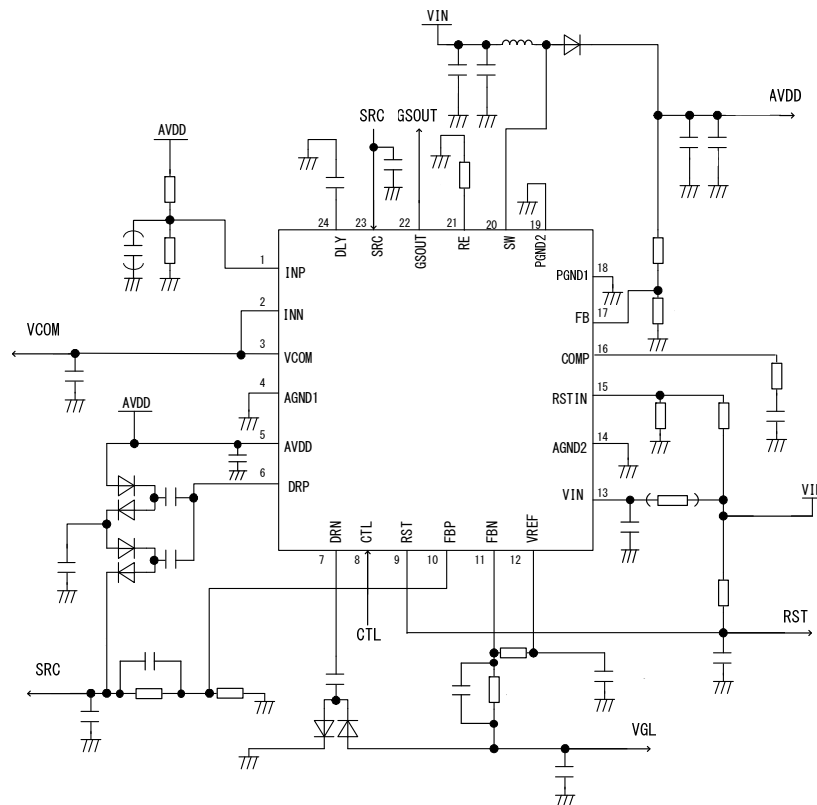 VIN
AVDD
SRC
GSOUT
AVDD
24
23
22
21
20
19
DLY
SRC
GSOUT
RE
SW
PGND2
1
INP
PGND1
18
2
INN
FB
17
VCOM
3
VCOM
COMP
16
4
AGND1
RSTIN
15
AVDD
5
AVDD
AGND2
14
6
DRP
VIN
13
VIN
DRN
CTL
RST
FBP
FBN
VREF
7
8
9
10
11
12
CTL
RST
SRC
VGL